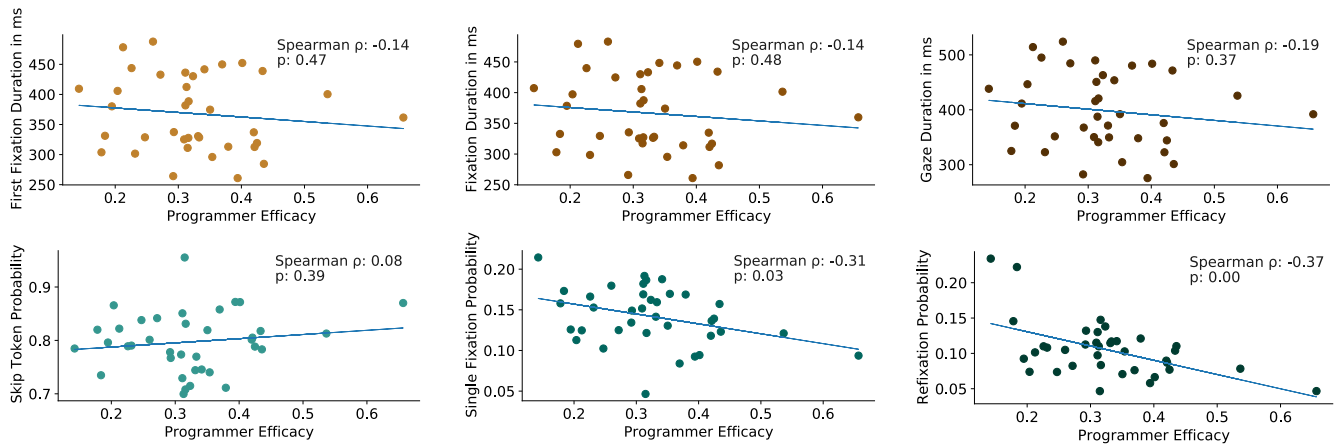 First Fixation Duration in ms
450
400
350
300
250
Spearman ρ: -0.14
p: 0.47
0.2 0.3 0.4 0.5 0.6
Programmer Efficacy
Fixation Duration in ms
450
400
350
300
250
Spearman ρ: -0.14
p: 0.48
0.2 0.3 0.4 0.5 0.6
Programmer Efficacy
Gaze Duration in ms
500
400
300
Spearman ρ: -0.19
p: 0.37
0.2 0.3 0.4 0.5 0.6
Programmer Efficacy
Skip Token Probability
0.9
0.8
0.7
Spearman ρ: 0.08
p: 0.39
0.2 0.3 0.4 0.5 0.6
Programmer Efficacy
Single Fixation Probability
0.20
0.15
0.10
0.05
Spearman ρ: -0.31
p: 0.03
0.2 0.3 0.4 0.5 0.6
Programmer Efficacy
Refixation Probability
0.20
0.15
0.10
0.05
Spearman ρ: -0.37
p: 0.00
0.2 0.3 0.4 0.5 0.6
Programmer Efficacy